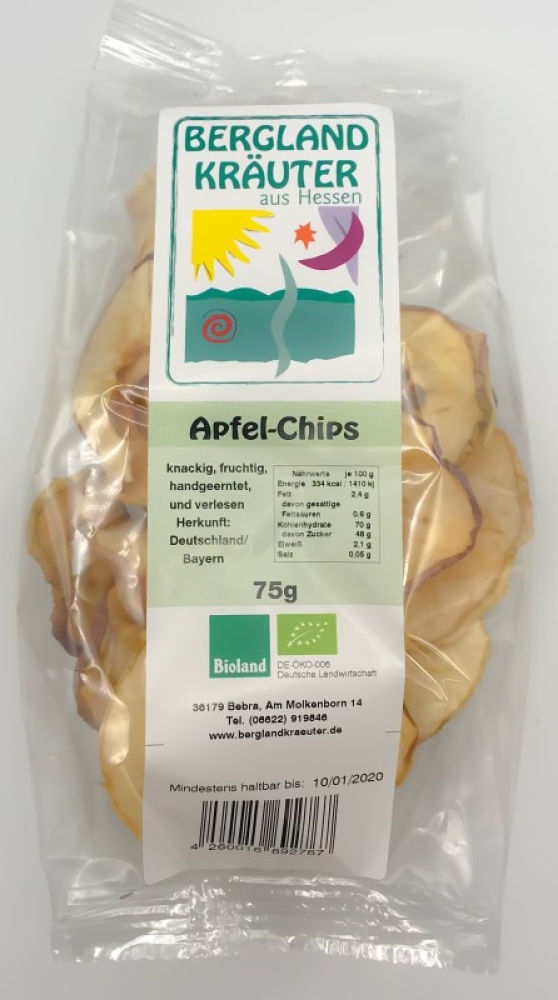 BERGLAND
KRÄUTER
aus Hessen
Apfel-Chips
knackig, fruchtig,
handgeerntet,
und verlesen
Herkunft:
Deutschland/
Bayern
Nährwerte je 100 g
Energie 334 kcal / 1410 kj
Fett 2,4 g
davon gesättige
Fettsäuren 0,6 g
Kohlenhydrate 70 g
davon Zucker 48 g
Eiweiß 2,1 g
Salz 0,05 g
75g
Bioland
DE-ÖKO-006
Deutsche Landwirtschaft
36179 Bebra, Am Molkenborn 14
Tel. (06622) 919846
www.berglandkraeuter.de
Mindestens haltbar bis: 10/01/2020
4 260016 692767